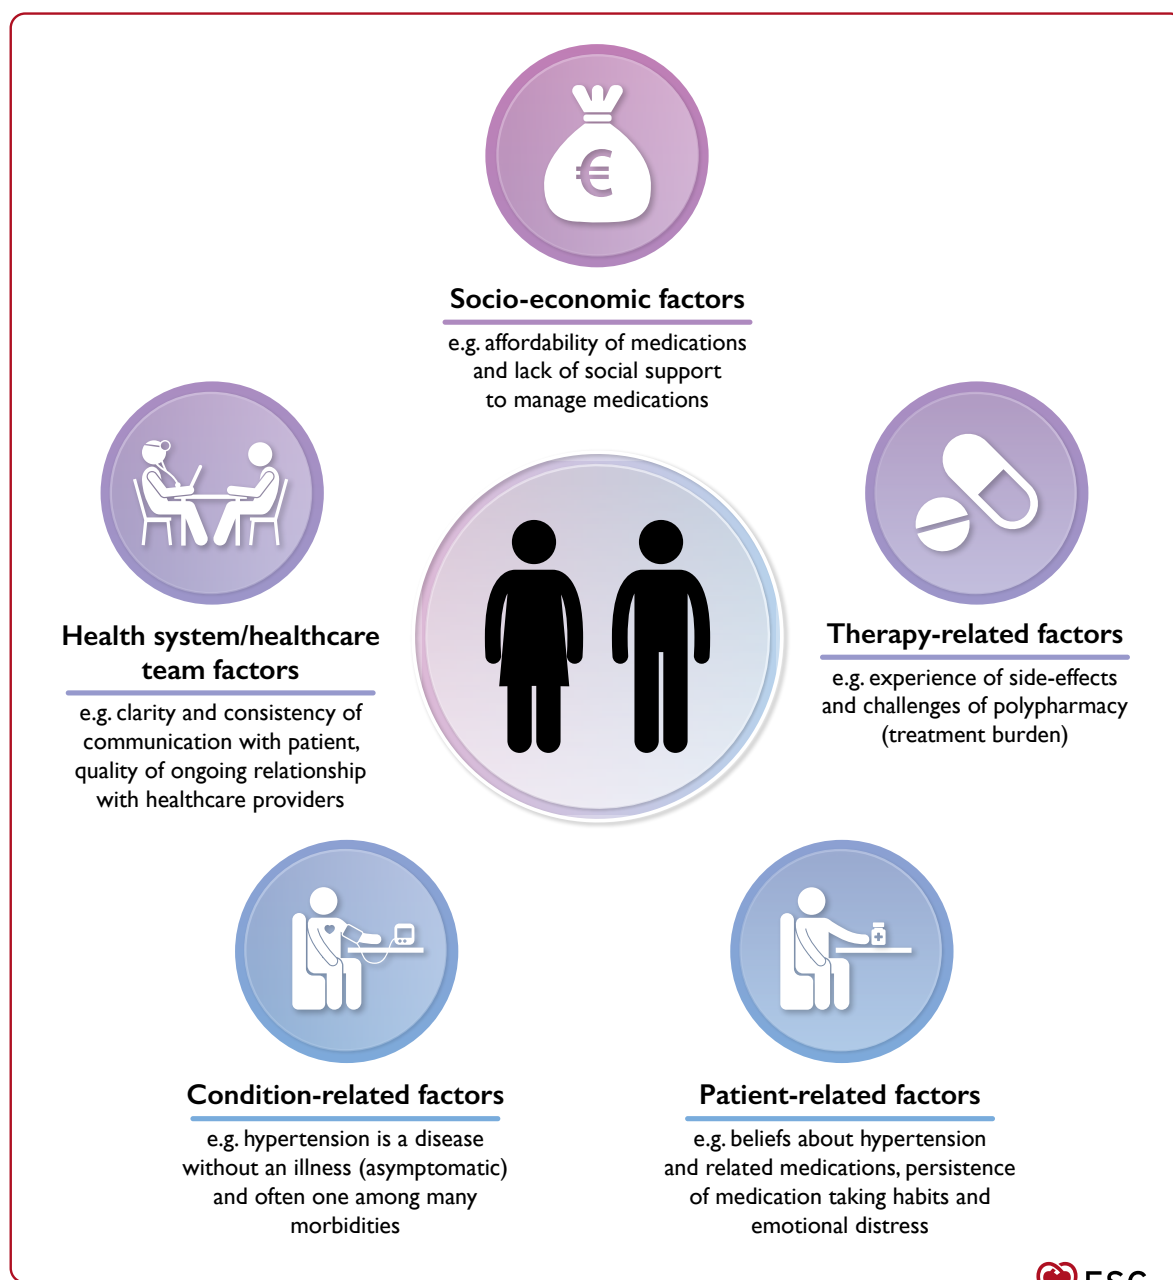 €
Socio-economic factors
e.g. affordability of medications
and lack of social support
to manage medications
Health system/healthcare
team factors
e.g. clarity and consistency of
communication with patient,
quality of ongoing relationship
with healthcare providers
Therapy-related factors
e.g. experience of side-effects
and challenges of polypharmacy
(treatment burden)
Condition-related factors
e.g. hypertension is a disease
without an illness (asymptomatic)
and often one among many
morbidities
Patient-related factors
e.g. beliefs about hypertension
and related medications, persistence
of medication taking habits and
emotional distress
ESC